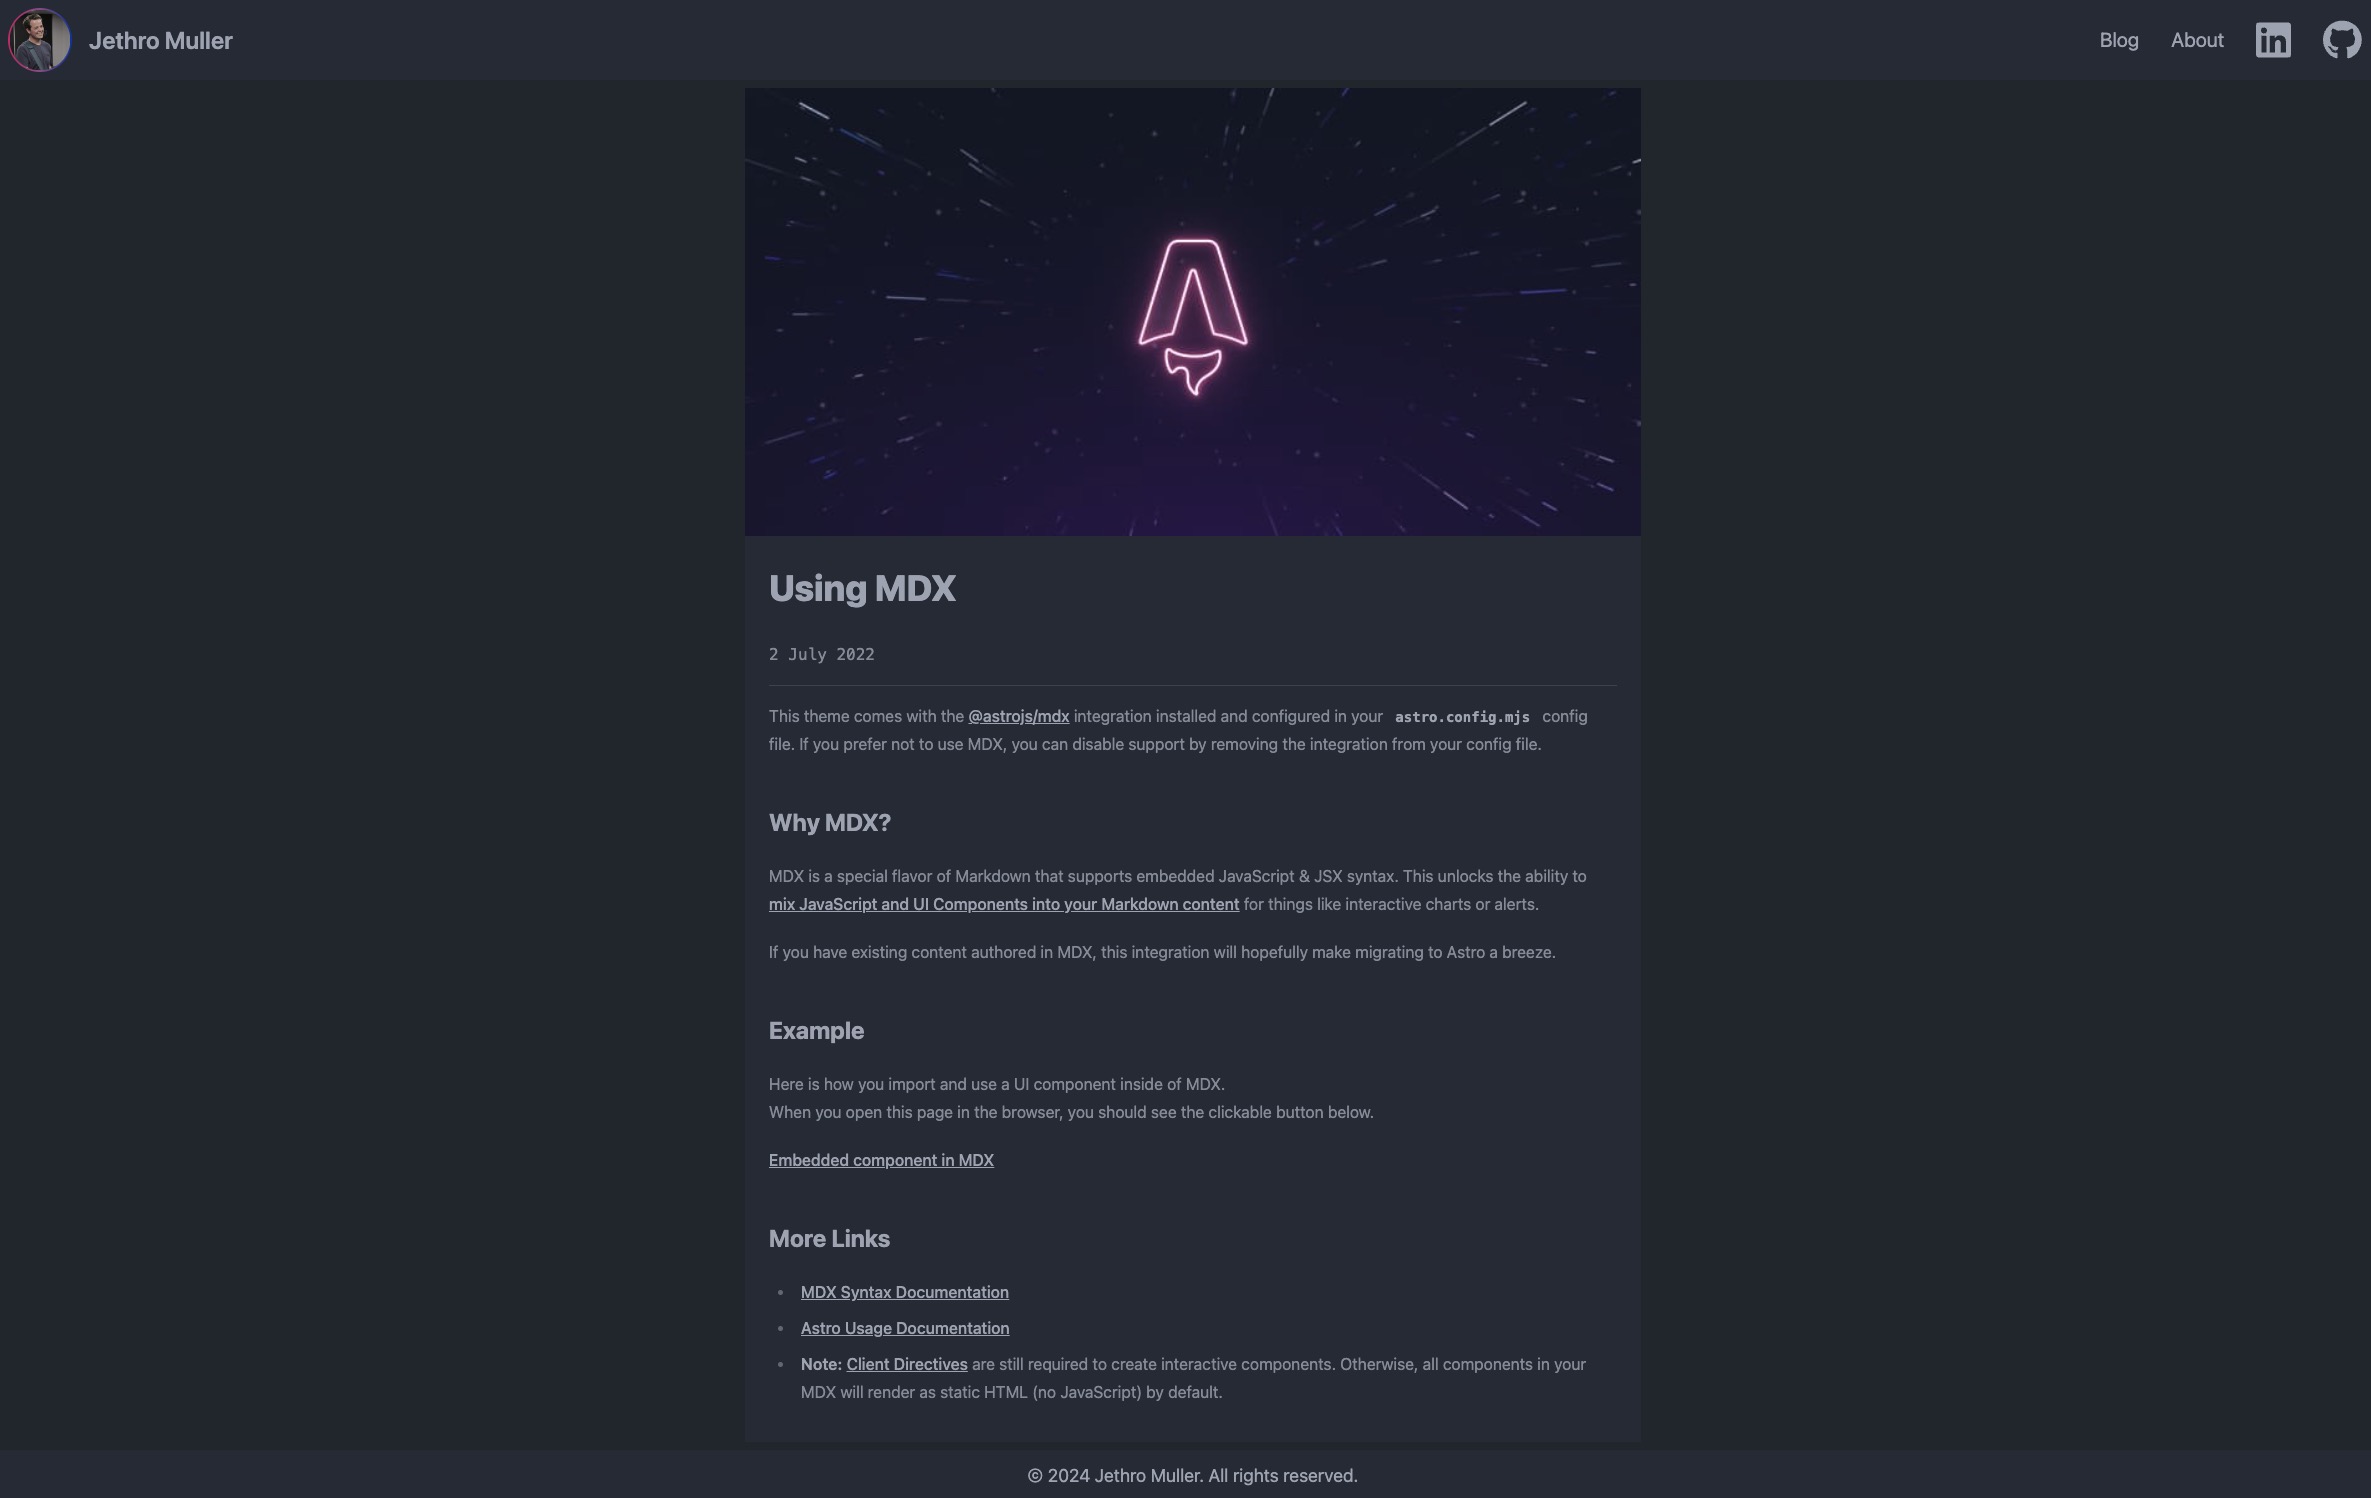 Jethro Muller
Blog
About
in
Using MDX
2 July 2022
This theme comes with the @astrojs/mdx integration installed and configured in your astro.config.mjs config
file. If you prefer not to use MDX, you can disable support by removing the integration from your config file.
Why MDX?
MDX is a special flavor of Markdown that supports embedded JavaScript & JSX syntax. This unlocks the ability to
mix JavaScript and UI Components into your Markdown content for things like interactive charts or alerts.
If you have existing content authored in MDX, this integration will hopefully make migrating to Astro a breeze.
Example
Here is how you import and use a UI component inside of MDX.
When you open this page in the browser, you should see the clickable button below.
Embedded component in MDX
More Links
• MDX Syntax Documentation
• Astro Usage Documentation
• Note: Client Directives are still required to create interactive components. Otherwise, all components in your
MDX will render as static HTML (no JavaScript) by default.
© 2024 Jethro Muller. All rights reserved.